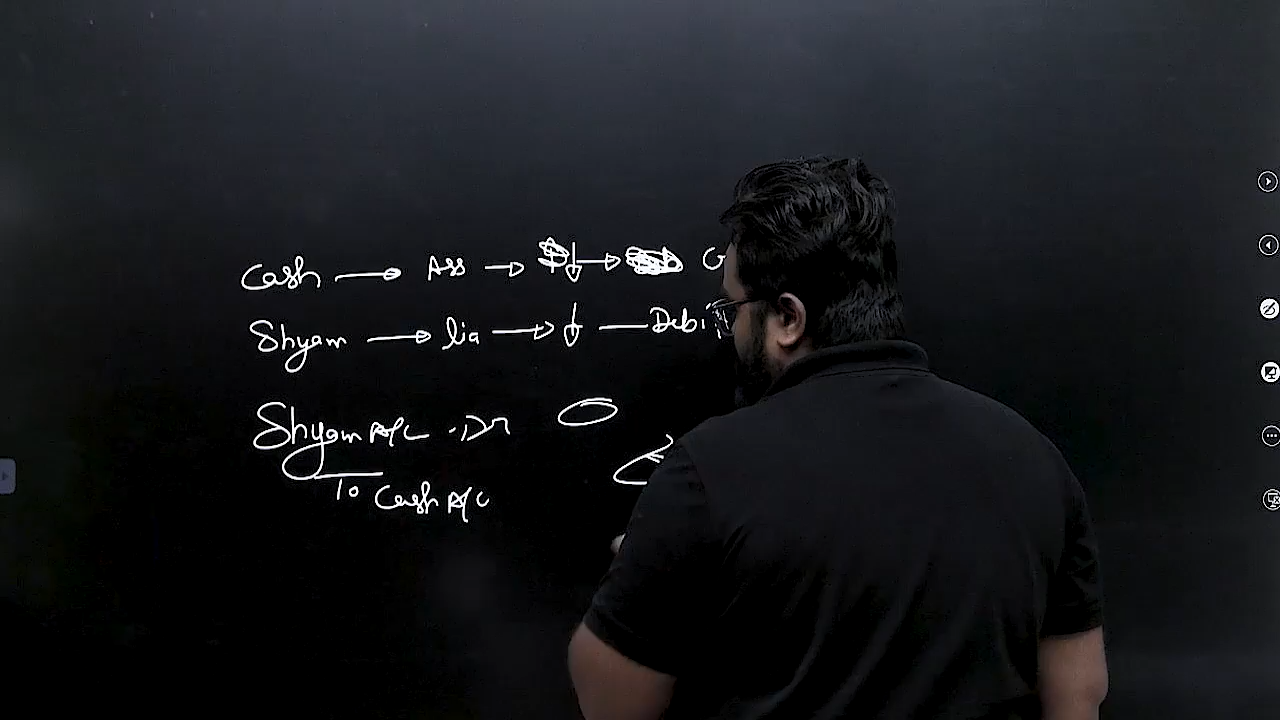 Cash → Ass → ↓ → C
Shyam → lia → ↓ — Debi
Shyam A/c - Dr
To Cash A/c